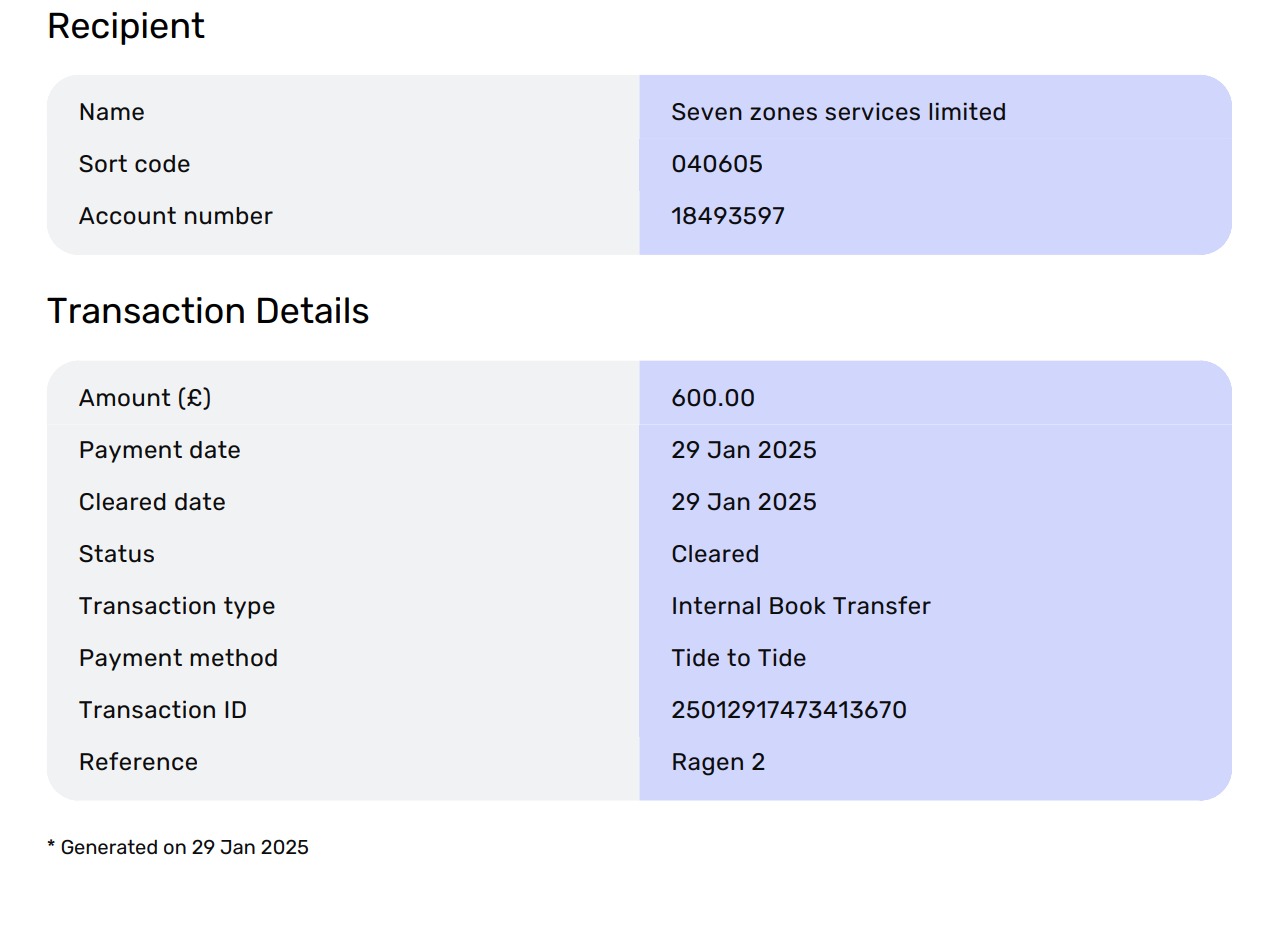 Recipient
Name Seven zones services limited
Sort code 040605
Account number 18493597
Transaction Details
Amount (£) 600.00
Payment date 29 Jan 2025
Cleared date 29 Jan 2025
Status Cleared
Transaction type Internal Book Transfer
Payment method Tide to Tide
Transaction ID 25012917473413670
Reference Ragen 2
* Generated on 29 Jan 2025